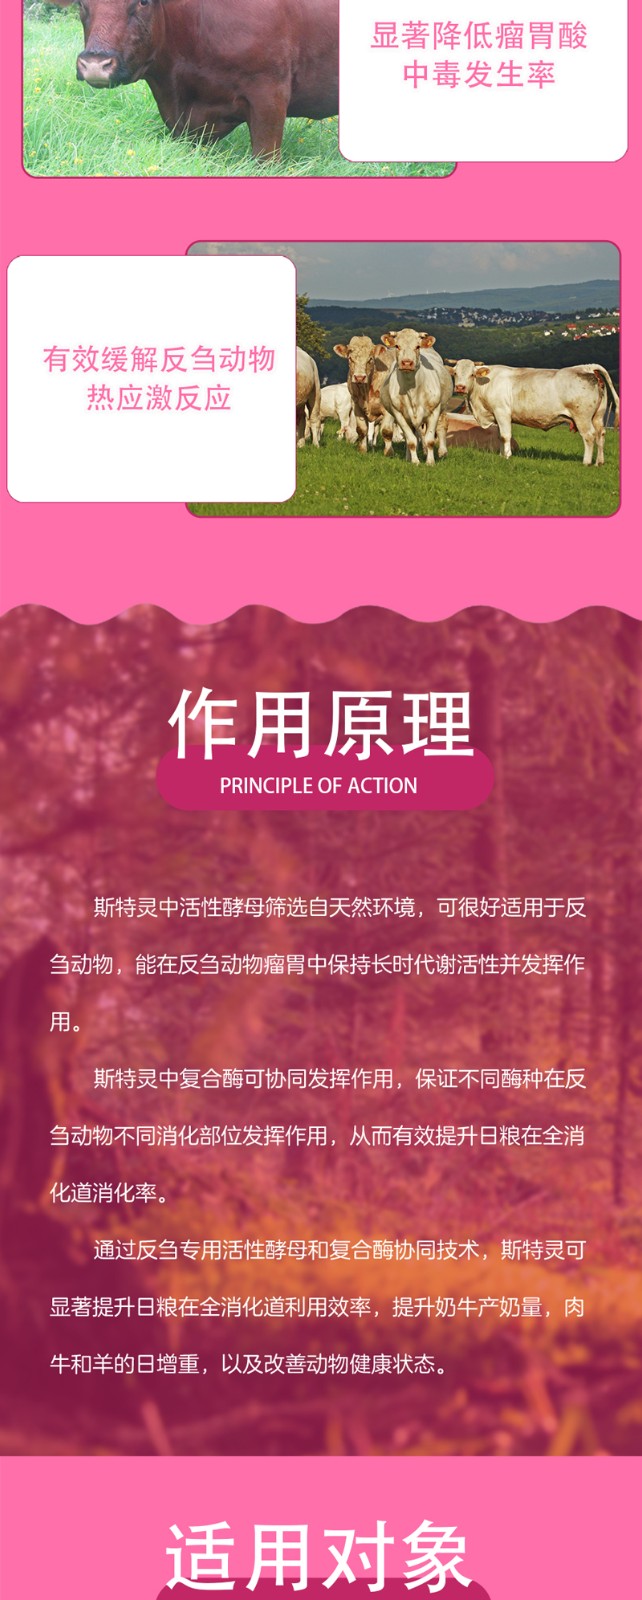 显著降低瘤胃酸
中毒发生率
有效缓解反刍动物
热应激反应
作用原理
PRINCIPLE OF ACTION
斯特灵中活性酵母筛选自天然环境，可很好适用于反
刍动物，能在反刍动物瘤胃中保持长时代谢活性并发挥作
用。
斯特灵中复合酶可协同发挥作用，保证不同酶种在反
刍动物不同消化部位发挥作用，从而有效提升日粮在全消
化道消化率。
通过反刍专用活性酵母和复合酶协同技术，斯特灵可
显著提升日粮在全消化道利用效率，提升奶牛产奶量，肉
牛和羊的日增重，以及改善动物健康状态。
适用对象